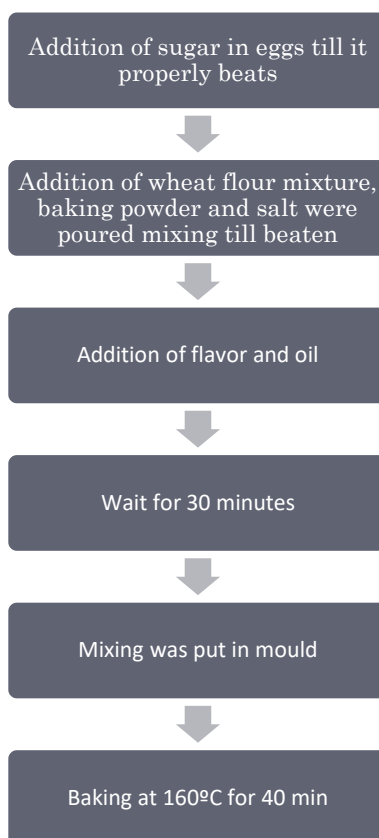 Addition of sugar in eggs till it
properly beats
Addition of wheat flour mixture,
baking powder and salt were
poured mixing till beaten
Addition of flavor and oil
Wait for 30 minutes
Mixing was put in mould
Baking at 160ºC for 40 min